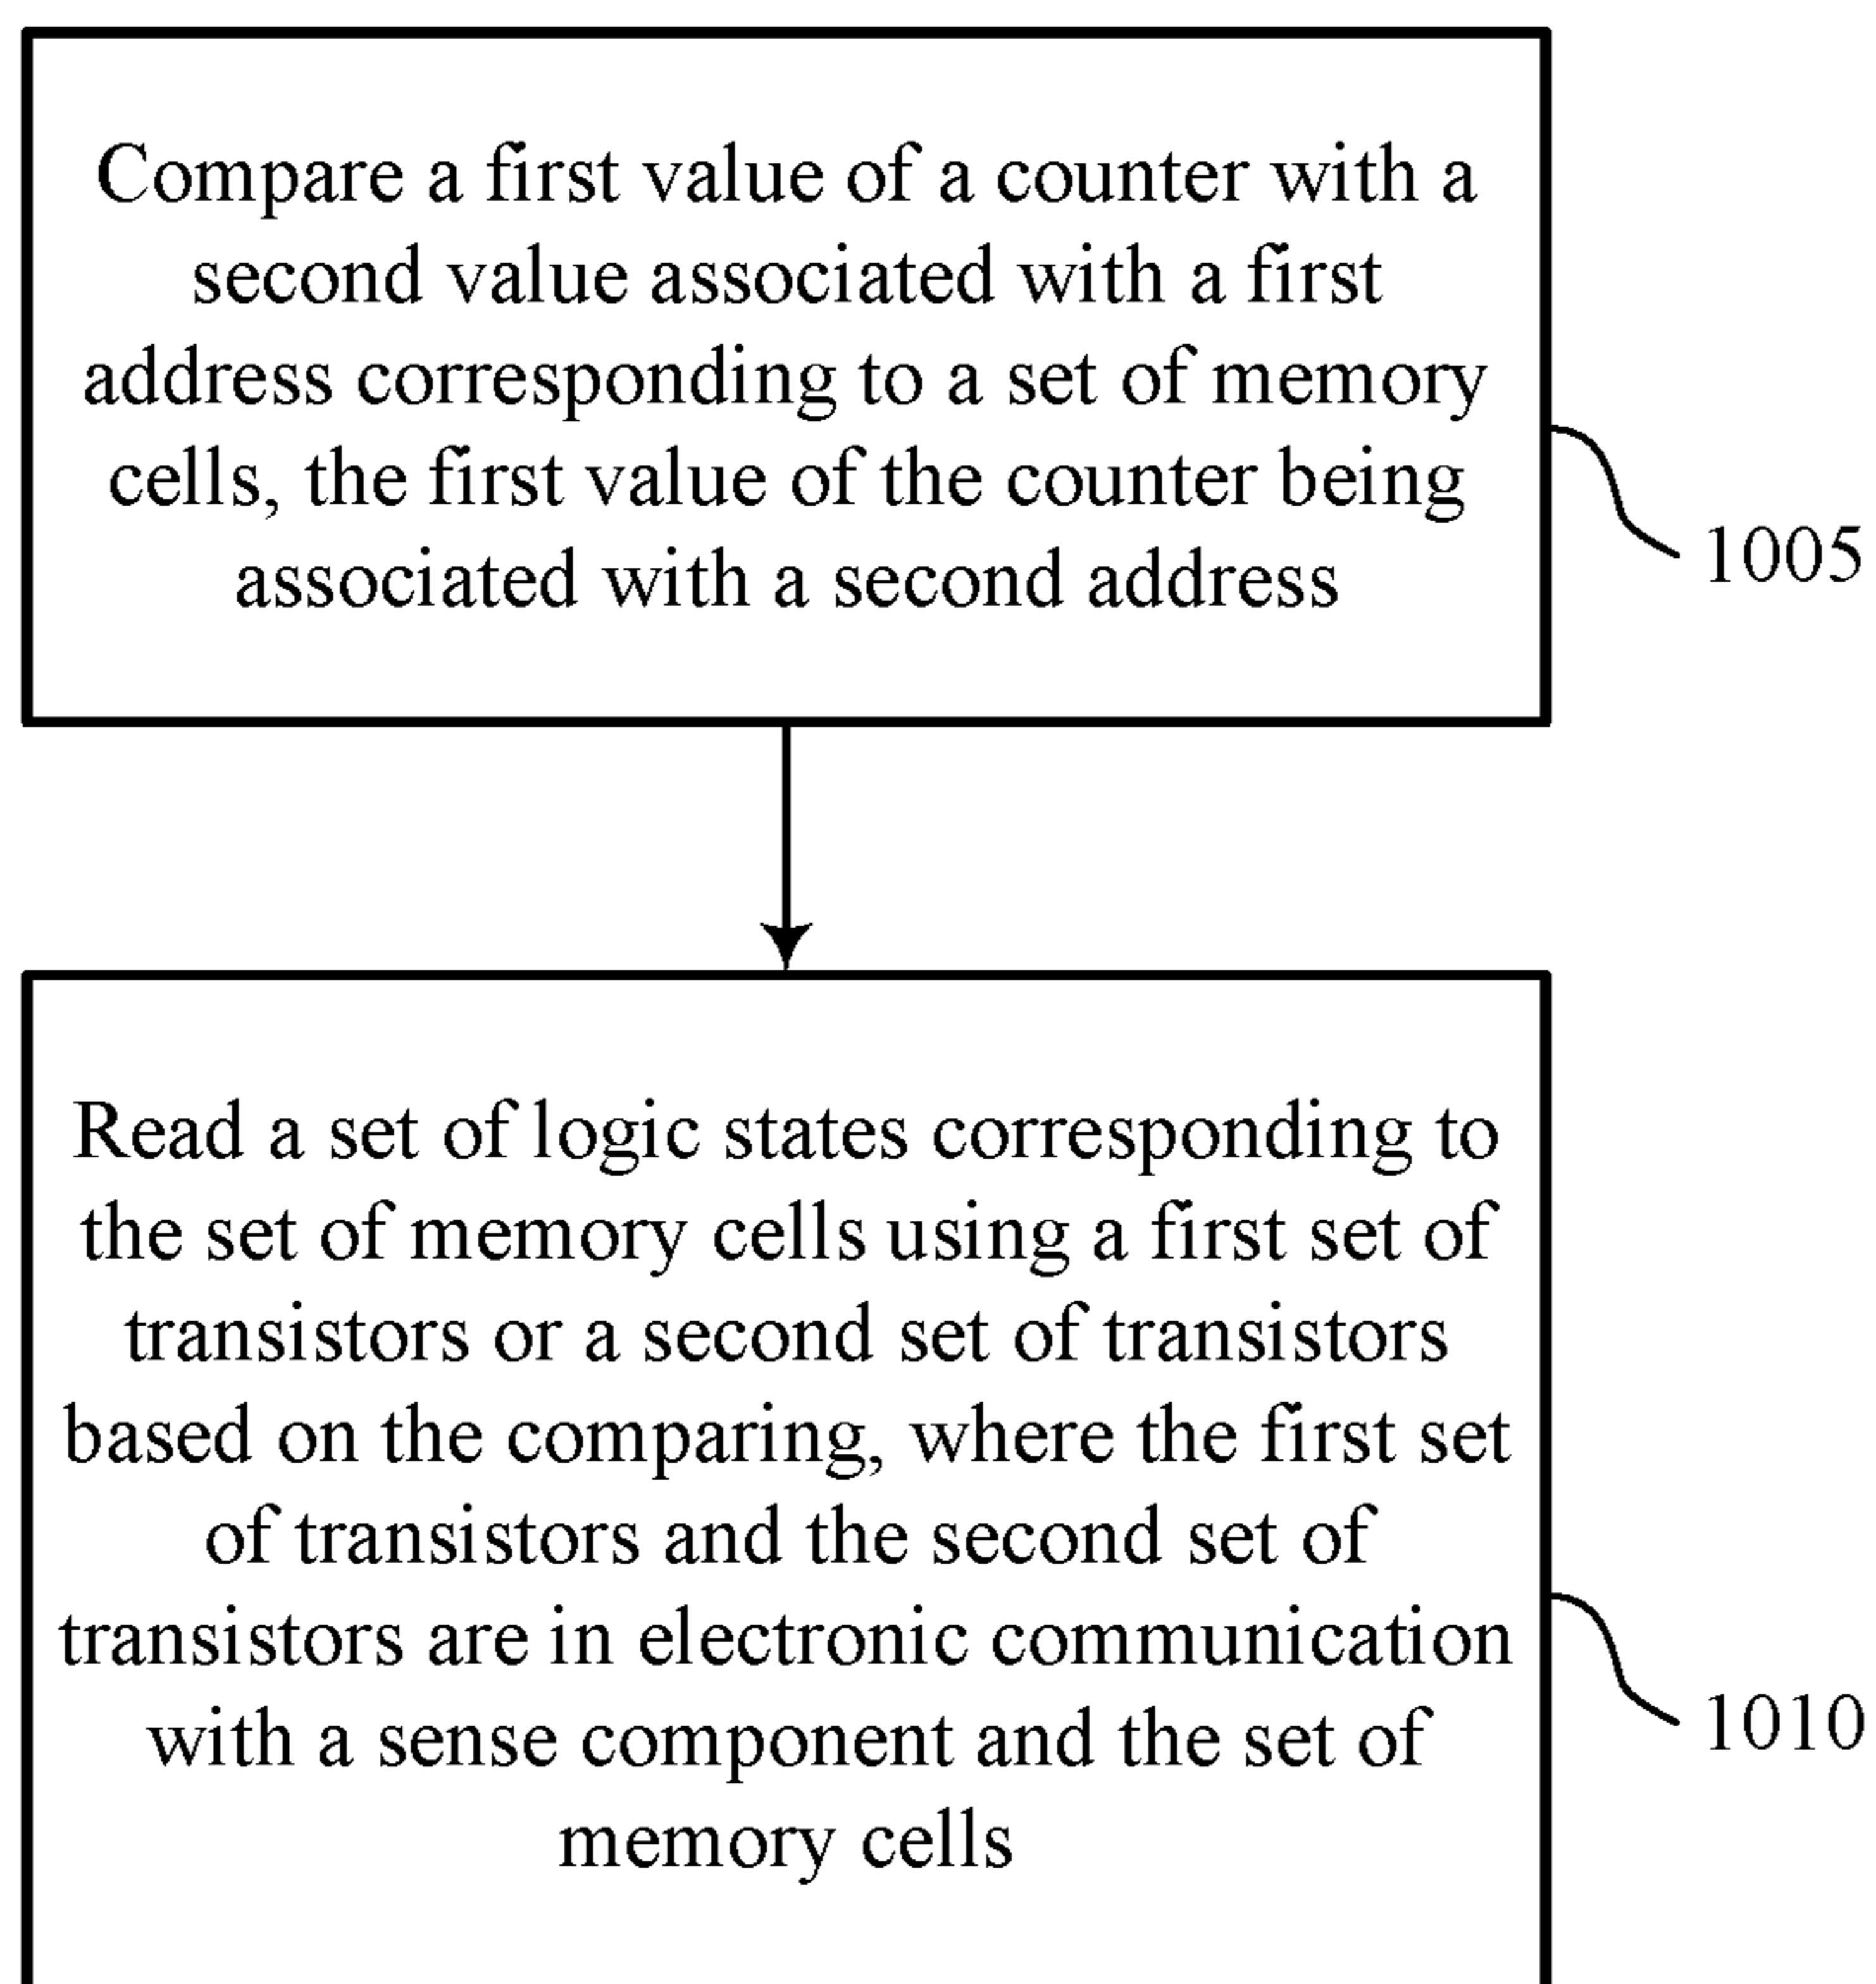 Compare a first value of a counter with a
second value associated with a first
address corresponding to a set of memory
cells, the first value of the counter being
associated with a second address
1005
Read a set of logic states corresponding to
the set of memory cells using a first set of
transistors or a second set of transistors
based on the comparing, where the first set
of transistors and the second set of
transistors are in electronic communication
with a sense component and the set of
memory cells
1010